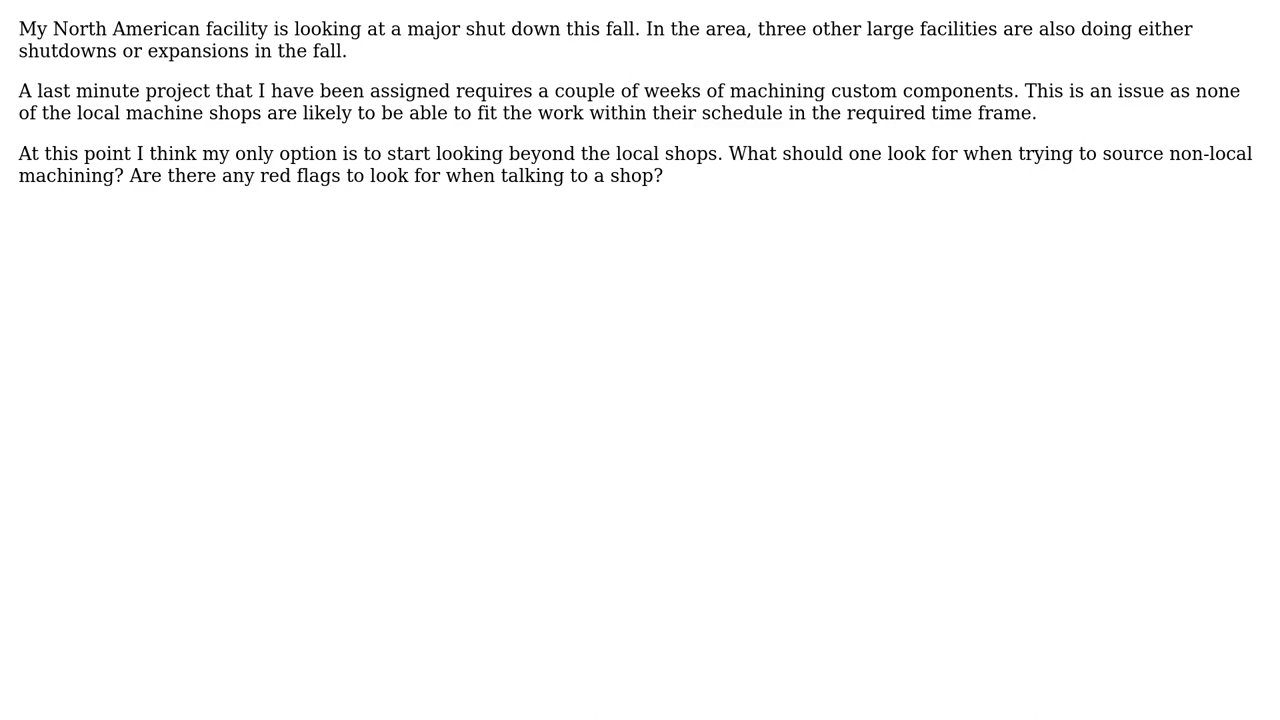 My North American facility is looking at a major shut down this fall. In the area, three other large facilities are also doing either
shutdowns or expansions in the fall.
A last minute project that I have been assigned requires a couple of weeks of machining custom components. This is an issue as none
of the local machine shops are likely to be able to fit the work within their schedule in the required time frame.
At this point I think my only option is to start looking beyond the local shops. What should one look for when trying to source non-local
machining? Are there any red flags to look for when talking to a shop?